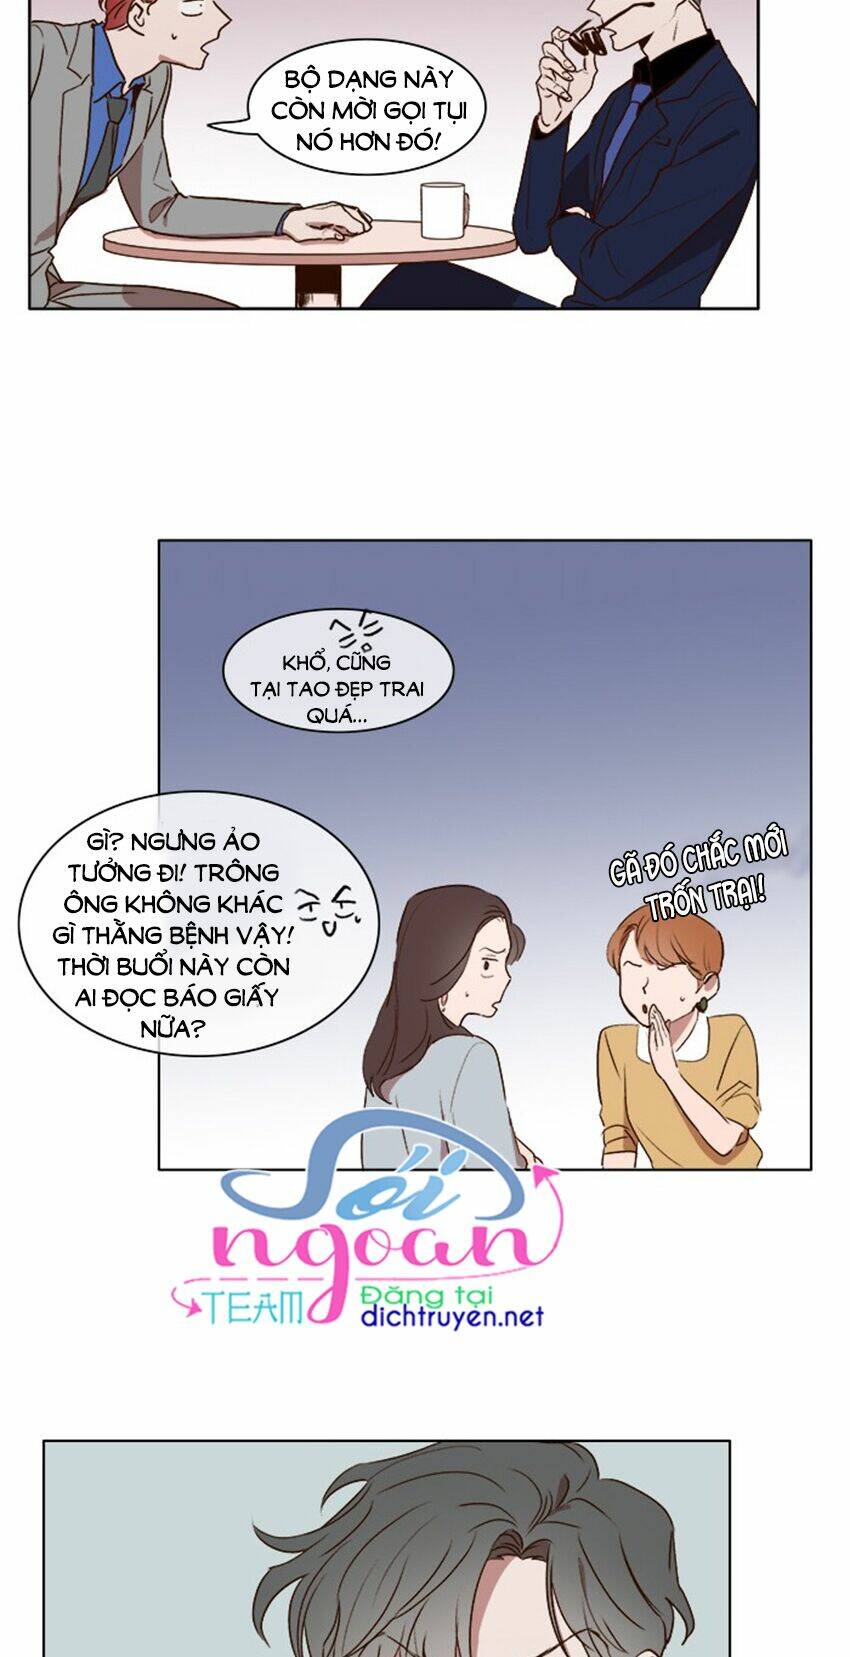 BỘ DẠNG NÀY
CÒN MỜI GỌI TỤI
NÓ HƠN ĐÓ!
헤헤
KHỔ, CŨNG
TẠI TAO ĐẸP TRAI
QUÁ...
GÌ? NGƯNG ẢO
TƯỞNG ĐI! TRÔNG
ÔNG KHÔNG KHÁC
GÌ THẰNG BỆNH VẬY!
THỜI BUỔI NÀY CÒN
AI ĐỌC BÁO GIẤY
NỮA?
GÃ ĐÓ CHẮC MỚI
TRỐN TRẠI!
Sói
ngoan
TEAM
Đăng tại
dichtruyen.net